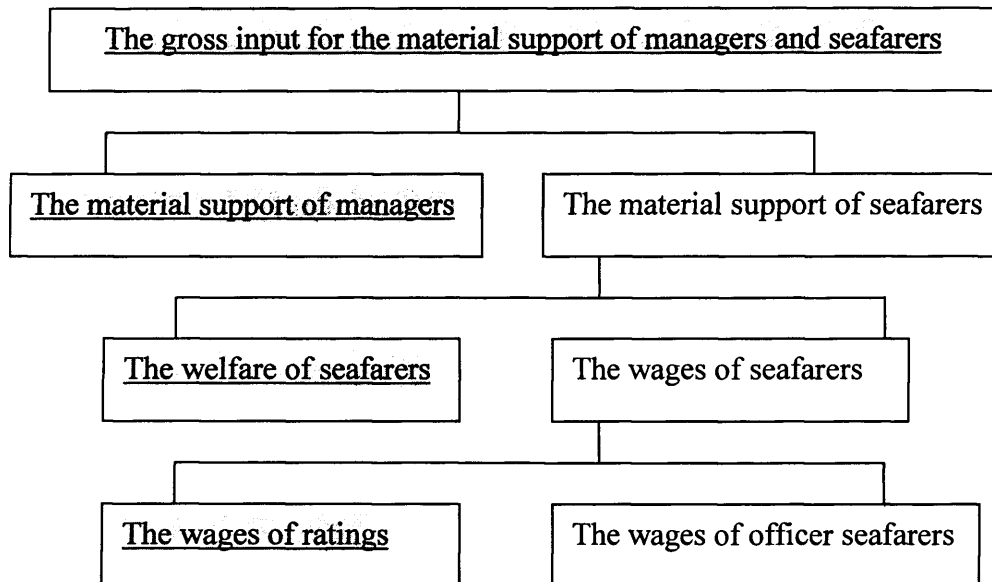 The gross input for the material support of managers and seafarers
The material support of managers
The material support of seafarers
The welfare of seafarers
The wages of seafarers
The wages of ratings
The wages of officer seafarers